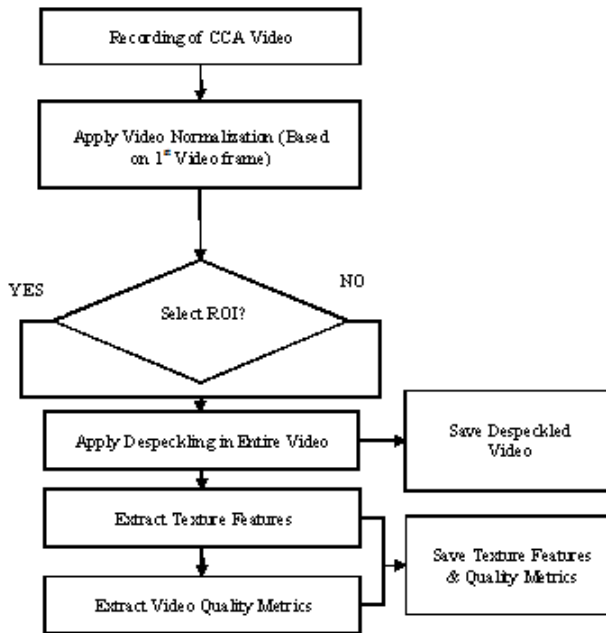 Recording of CCA Video
Apply Video Normalization (Based
on 1st Video frame)
YES
NO
Select ROI?
Apply Despeckling in Entire Video
Save Despeckled
Video
Extract Texture Features
Save Texture Features
& Quality Metrics
Extract Video Quality Metrics